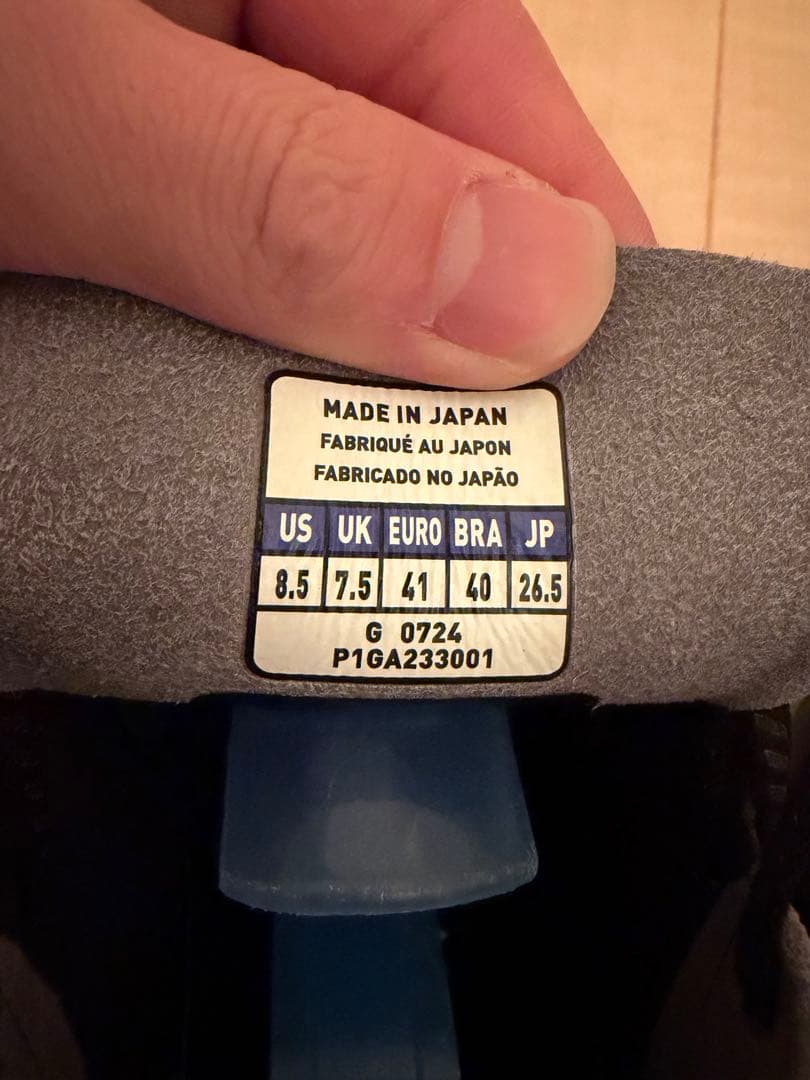 MADE IN JAPAN
FABRIQUÉ AU JAPON
FABRICADO NO JAPÃO
US UK EURO BRA JP
8.5 7.5 41 40 26.5
G 0724
P1GA233001